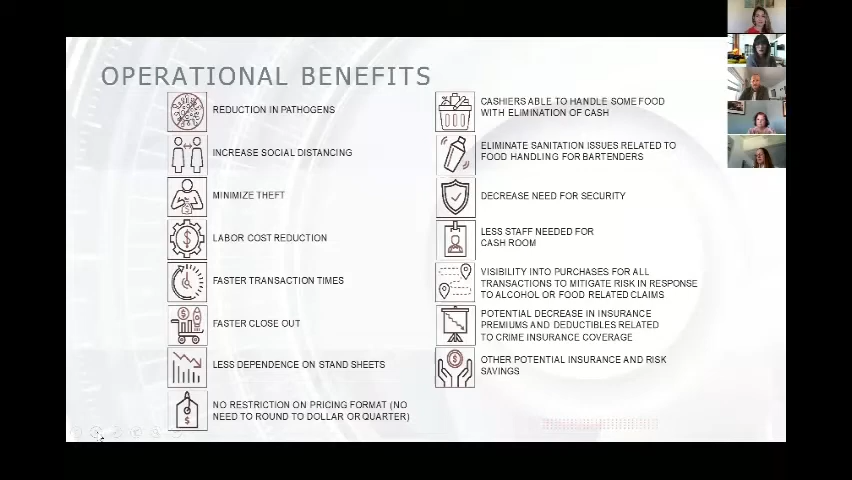 OPERATIONAL BENEFITS
REDUCTION IN PATHOGENS
INCREASE SOCIAL DISTANCING
MINIMIZE THEFT
LABOR COST REDUCTION
FASTER TRANSACTION TIMES
FASTER CLOSE OUT
LESS DEPENDENCE ON STAND SHEETS
NO RESTRICTION ON PRICING FORMAT (NO
NEED TO ROUND TO DOLLAR OR QUARTER)
CASHIERS ABLE TO HANDLE SOME FOOD
WITH ELIMINATION OF CASH
ELIMINATE SANITATION ISSUES RELATED TO
FOOD HANDLING FOR BARTENDERS
DECREASE NEED FOR SECURITY
LESS STAFF NEEDED FOR
CASH ROOM
VISIBILITY INTO PURCHASES FOR ALL
TRANSACTIONS TO MITIGATE RISK IN RESPONSE
TO ALCOHOL OR FOOD RELATED CLAIMS
POTENTIAL DECREASE IN INSURANCE
PREMIUMS AND DEDUCTIBLES RELATED
TO CRIME INSURANCE COVERAGE
OTHER POTENTIAL INSURANCE AND RISK
SAVINGS